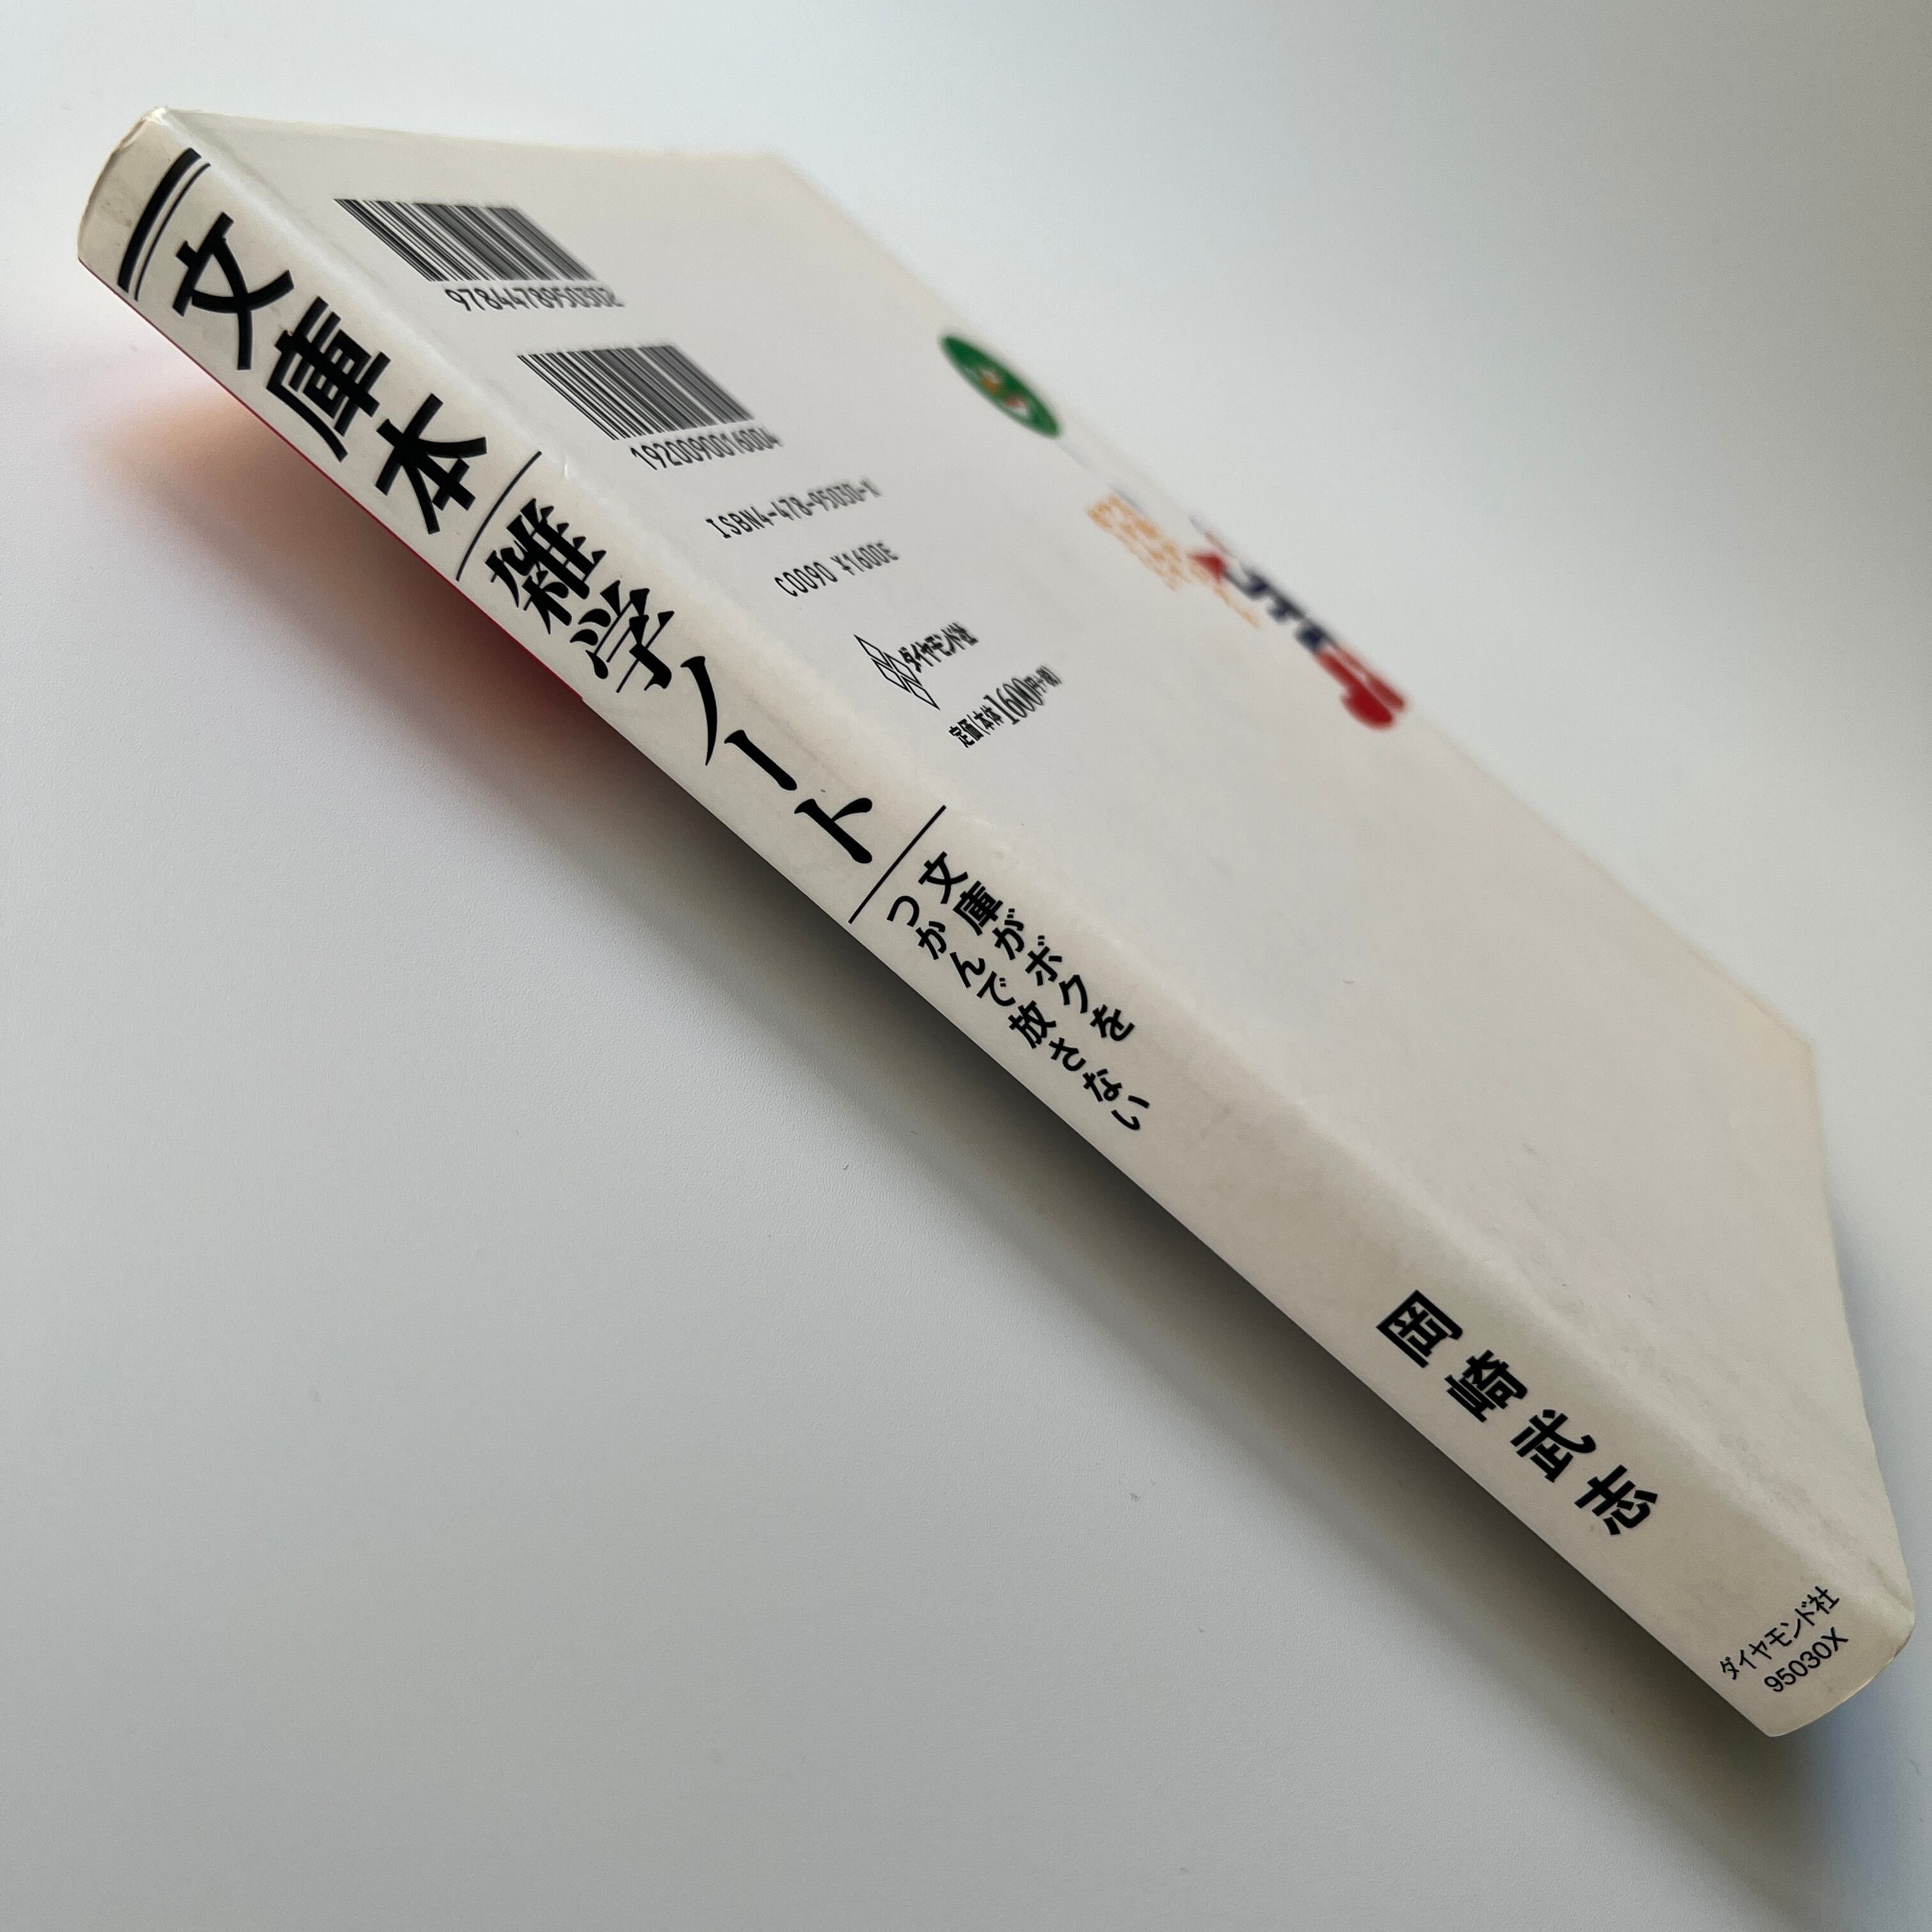 文庫本
雑学ノート
文庫がボクを
つかんで放さない
岡崎武志
ダイヤモンド社
95030X
9784478950302
1920090016004
ISBN4-478-95030-X
C0090 ¥1600E
ダイヤモンド社
定価(本体1600円+税)